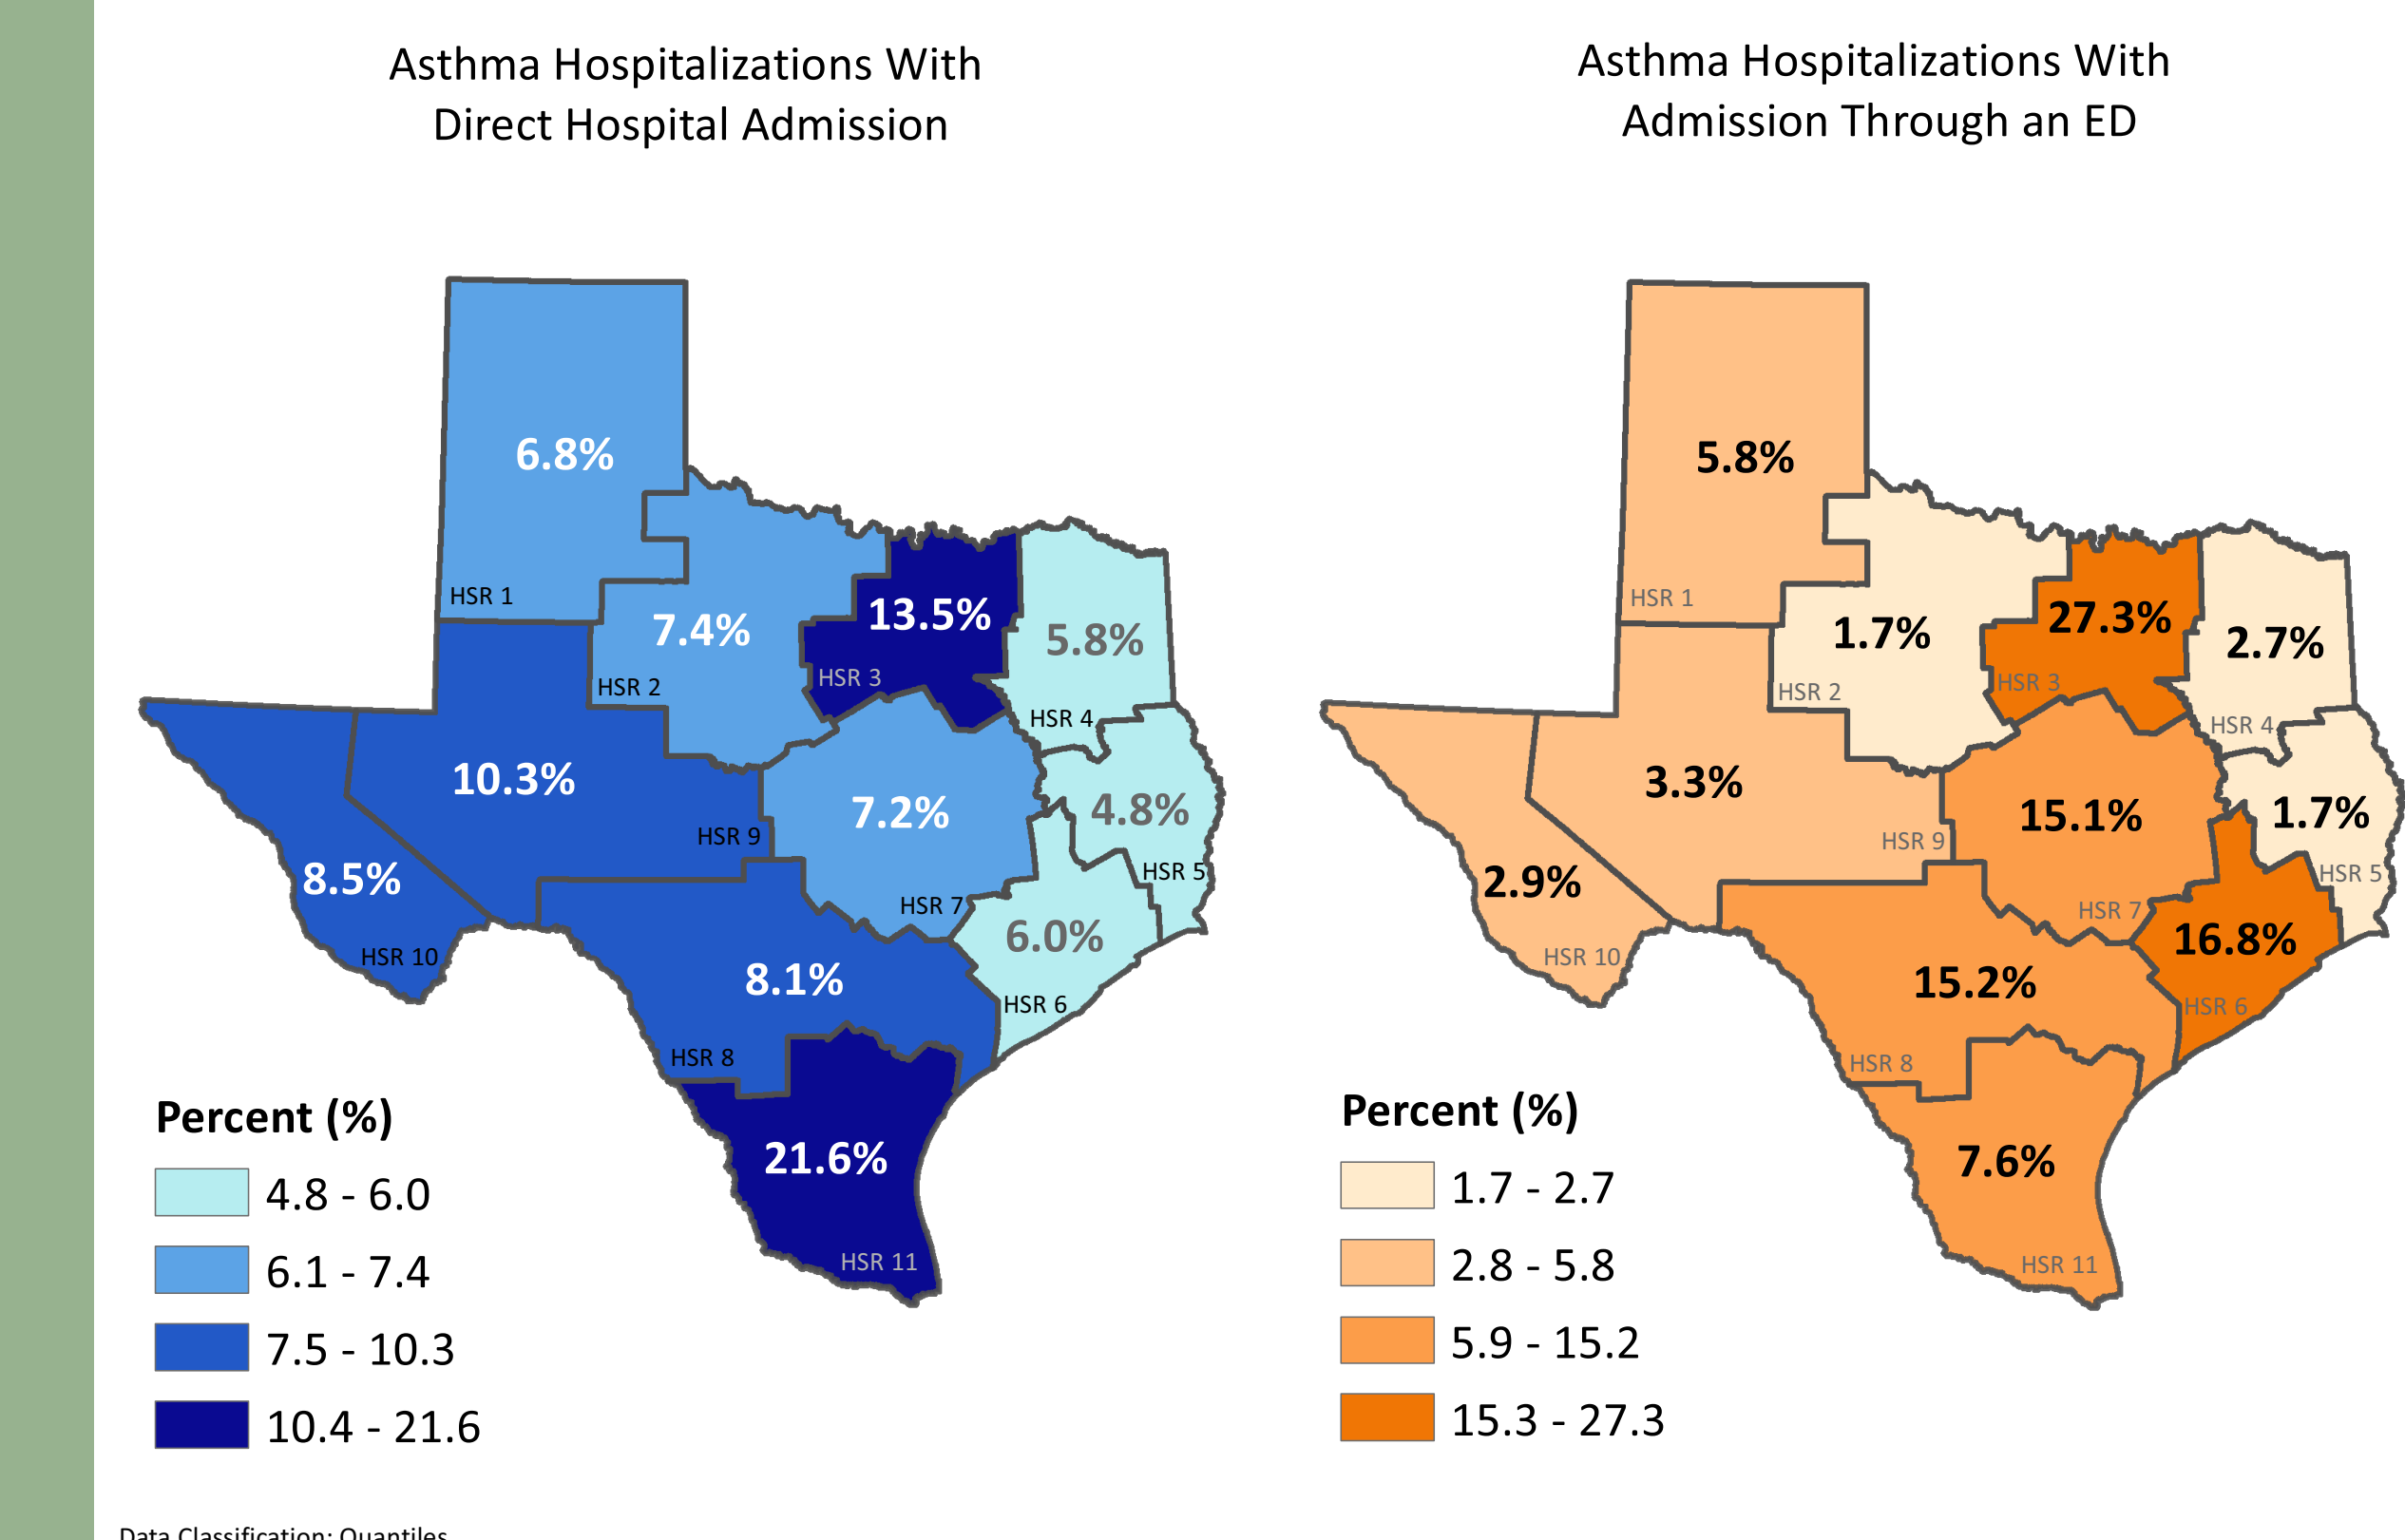 Asthma Hospitalizations With
Direct Hospital Admission
6.8%
HSR 1
7.4%
HSR 2
13.5%
HSR 3
5.8%
HSR 4
10.3%
HSR 9
7.2%
HSR 7
4.8%
HSR 5
8.5%
HSR 10
6.0%
HSR 6
8.1%
HSR 8
21.6%
HSR 11
Percent (%)
4.8 - 6.0
6.1 - 7.4
7.5 - 10.3
10.4 - 21.6
Asthma Hospitalizations With
Admission Through an ED
5.8%
HSR 1
1.7%
HSR 2
27.3%
HSR 3
2.7%
HSR 4
3.3%
HSR 9
15.1%
HSR 7
1.7%
HSR 5
2.9%
HSR 10
16.8%
HSR 6
15.2%
HSR 8
7.6%
HSR 11
Percent (%)
1.7 - 2.7
2.8 - 5.8
5.9 - 15.2
15.3 - 27.3
Data Classification: Quantiles